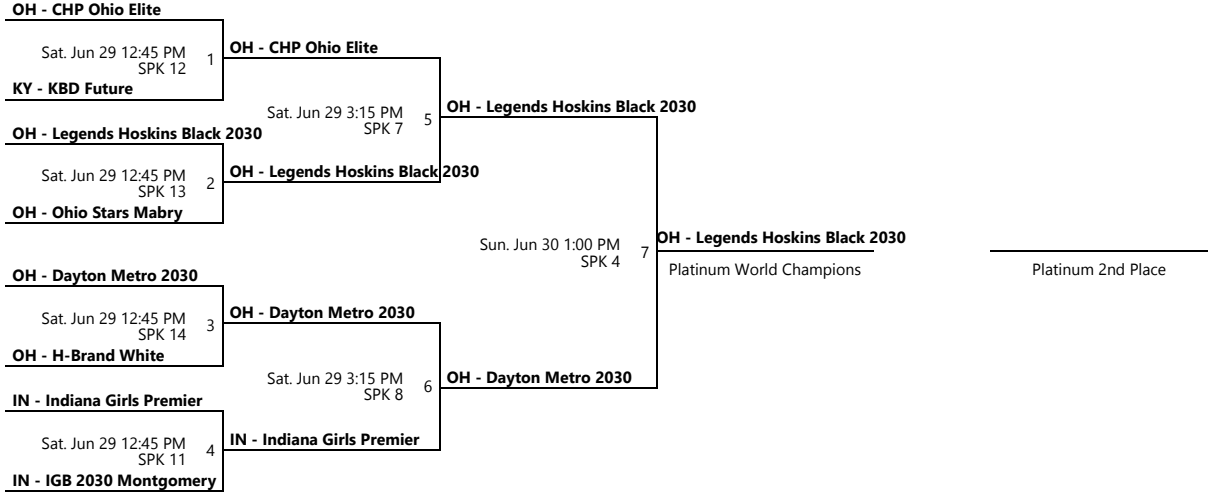 OH - CHP Ohio Elite
Sat. Jun 29 12:45 PM
SPK 12
1
KY - KBD Future
OH - Legends Hoskins Black 2030
Sat. Jun 29 12:45 PM
SPK 13
2
OH - Ohio Stars Mabry
OH - Dayton Metro 2030
Sat. Jun 29 12:45 PM
SPK 14
3
OH - H-Brand White
IN - Indiana Girls Premier
Sat. Jun 29 12:45 PM
SPK 11
4
IN - IGB 2030 Montgomery
OH - CHP Ohio Elite
Sat. Jun 29 3:15 PM
SPK 7
5
OH - Legends Hoskins Black 2030
OH - Dayton Metro 2030
Sat. Jun 29 3:15 PM
SPK 8
6
IN - Indiana Girls Premier
OH - Legends Hoskins Black 2030
Sun. Jun 30 1:00 PM
SPK 4
7
OH - Dayton Metro 2030
OH - Legends Hoskins Black 2030
Platinum World Champions
Platinum 2nd Place